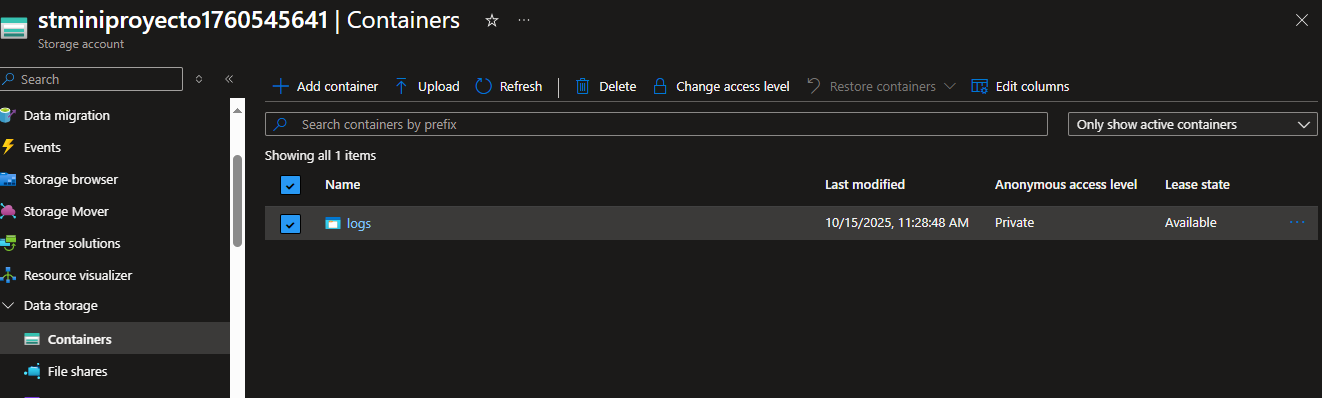 stminiproyecto1760545641 | Containers
Storage account
Search
Data migration
Events
Storage browser
Storage Mover
Partner solutions
Resource visualizer
Data storage
Containers
File shares
Add container Upload Refresh Delete Change access level Restore containers Edit columns
Search containers by prefix
Only show active containers
Showing all 1 items
Name Last modified Anonymous access level Lease state
logs 10/15/2025, 11:28:48 AM Private Available